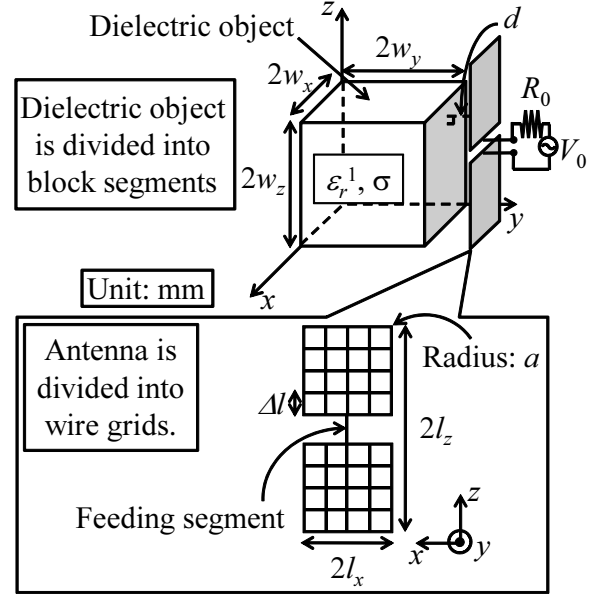 z
Dielectric object
d
2w_x
2w_y
Dielectric object
is divided into
block segments
R_0
V_0
2w_z
ε_r^1, σ
y
x
Unit: mm
Antenna is
divided into
wire grids.
Radius: a
Δl
2l_z
Feeding segment
z
x
y
2l_x